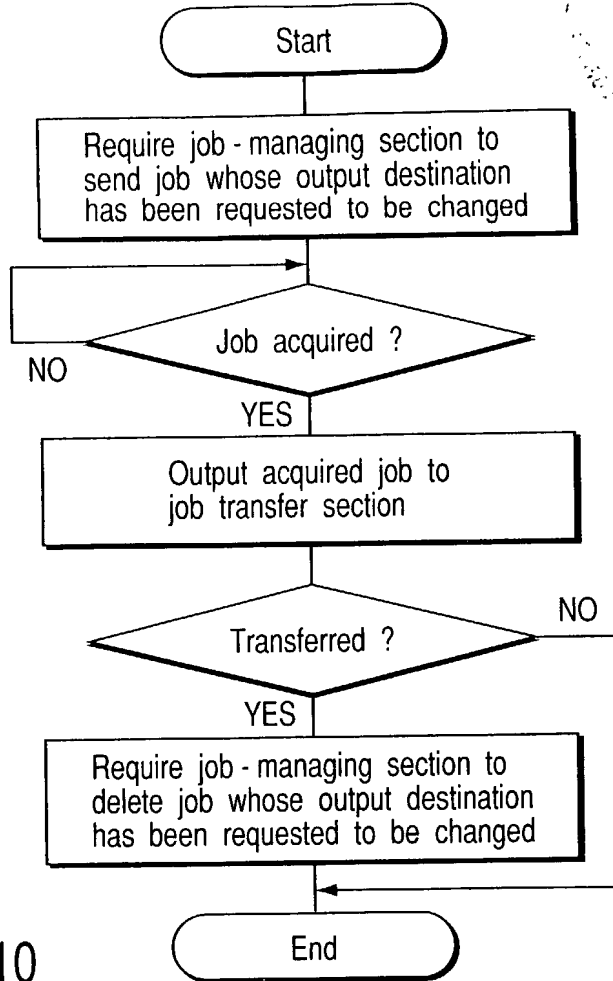 Start
Require job - managing section to
send job whose output destination
has been requested to be changed
Job acquired ?
NO
YES
Output acquired job to
job transfer section
NO
Transferred ?
YES
Require job - managing section to
delete job whose output destination
has been requested to be changed
End
10